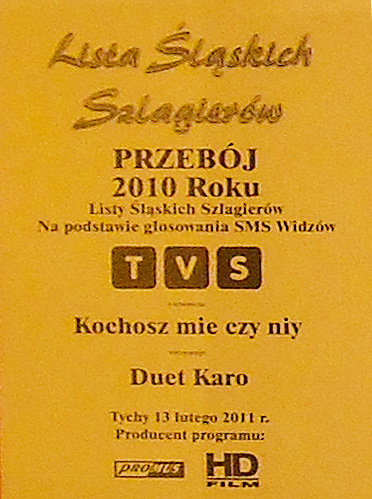 Lista Śląskich
Szlagierów
PRZEBÓJ
2010 Roku
Listy Śląskich Szlagierów
Na podstawie głosowania SMS Widzów
TVS
Kochosz mie czy niy
Duet Karo
Tychy 13 lutego 2011 r.
Producent programu:
HD
FILM